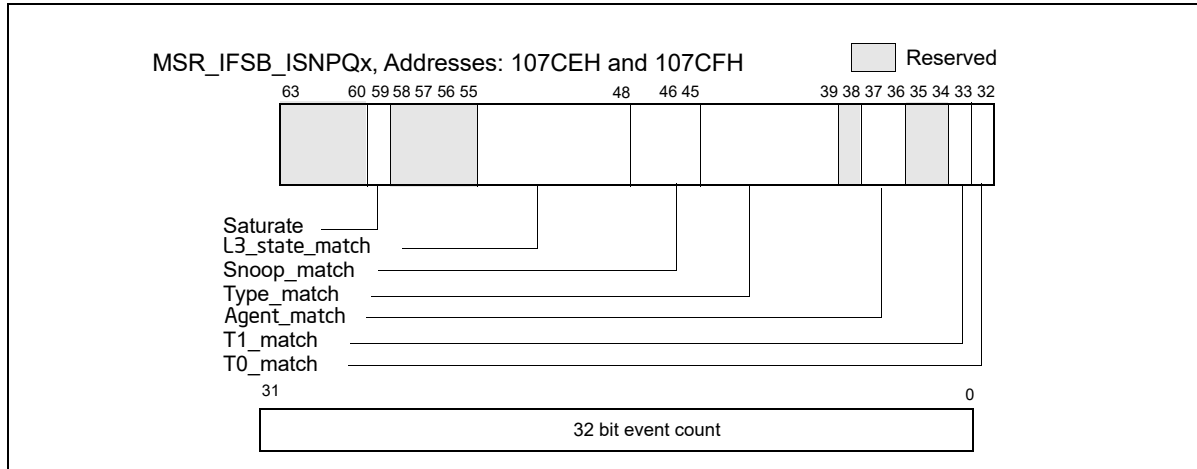 MSR_IFSB_ISNPQx, Addresses: 107CEH and 107CFH
Reserved
63 60 59 58 57 56 55 48 46 45 39 38 37 36 35 34 33 32
Saturate
L3_state_match
Snoop_match
Type_match
Agent_match
T1_match
T0_match
31 0
32 bit event count